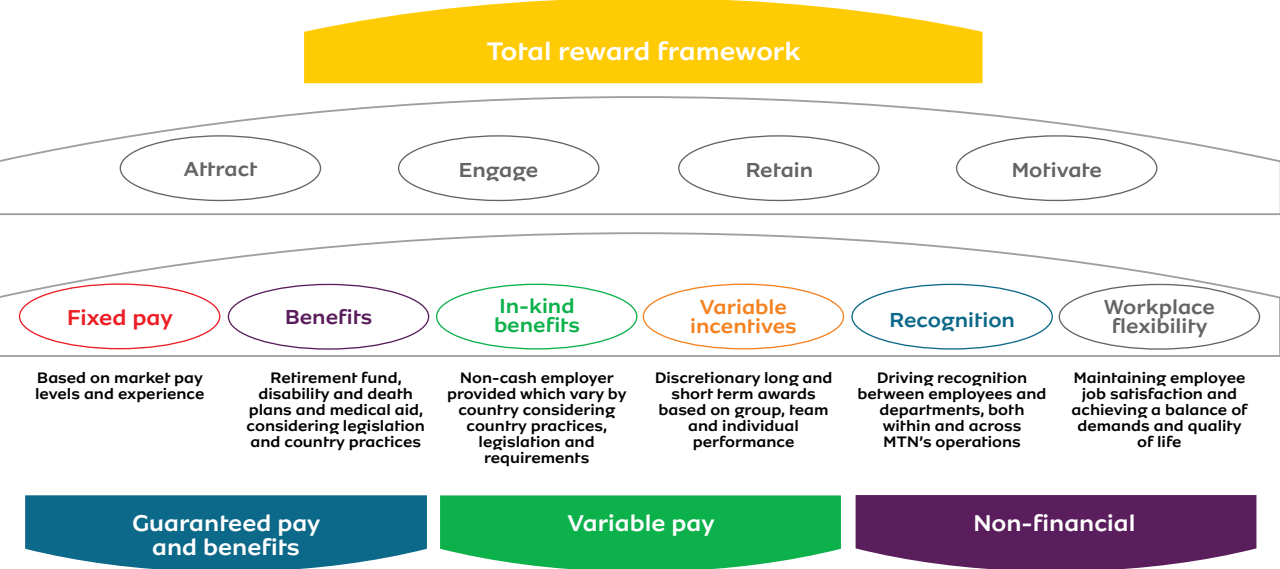 Total reward framework
Attract
Engage
Retain
Motivate
Fixed pay
Benefits
In-kind
benefits
Variable
incentives
Recognition
Workplace
flexibility
Based on market pay
levels and experience
Retirement fund,
disability and death
plans and medical aid,
considering legislation
and country practices
Non-cash employer
provided which vary by
country considering
country practices,
legislation and
requirements
Discretionary long and
short term awards
based on group, team
and individual
performance
Driving recognition
between employees and
departments, both
within and across
MTN's operations
Maintaining employee
job satisfaction and
achieving a balance of
demands and quality
of life
Guaranteed pay
and benefits
Variable pay
Non-financial